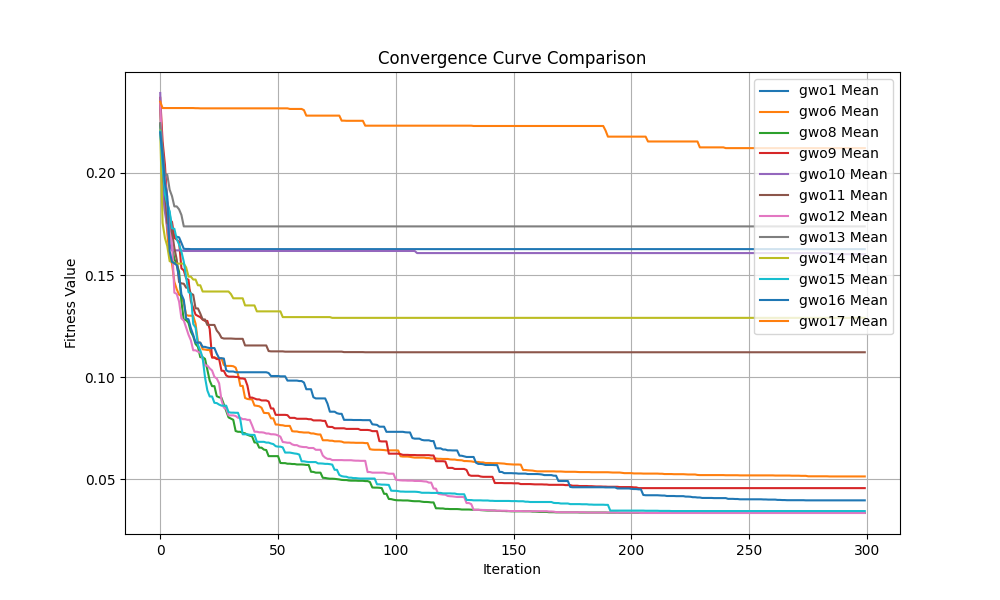 Convergence Curve Comparison
Fitness Value
0.20
0.15
0.10
0.05
0
50
100
150
200
250
300
Iteration
gwo1 Mean
gwo6 Mean
gwo8 Mean
gwo9 Mean
gwo10 Mean
gwo11 Mean
gwo12 Mean
gwo13 Mean
gwo14 Mean
gwo15 Mean
gwo16 Mean
gwo17 Mean